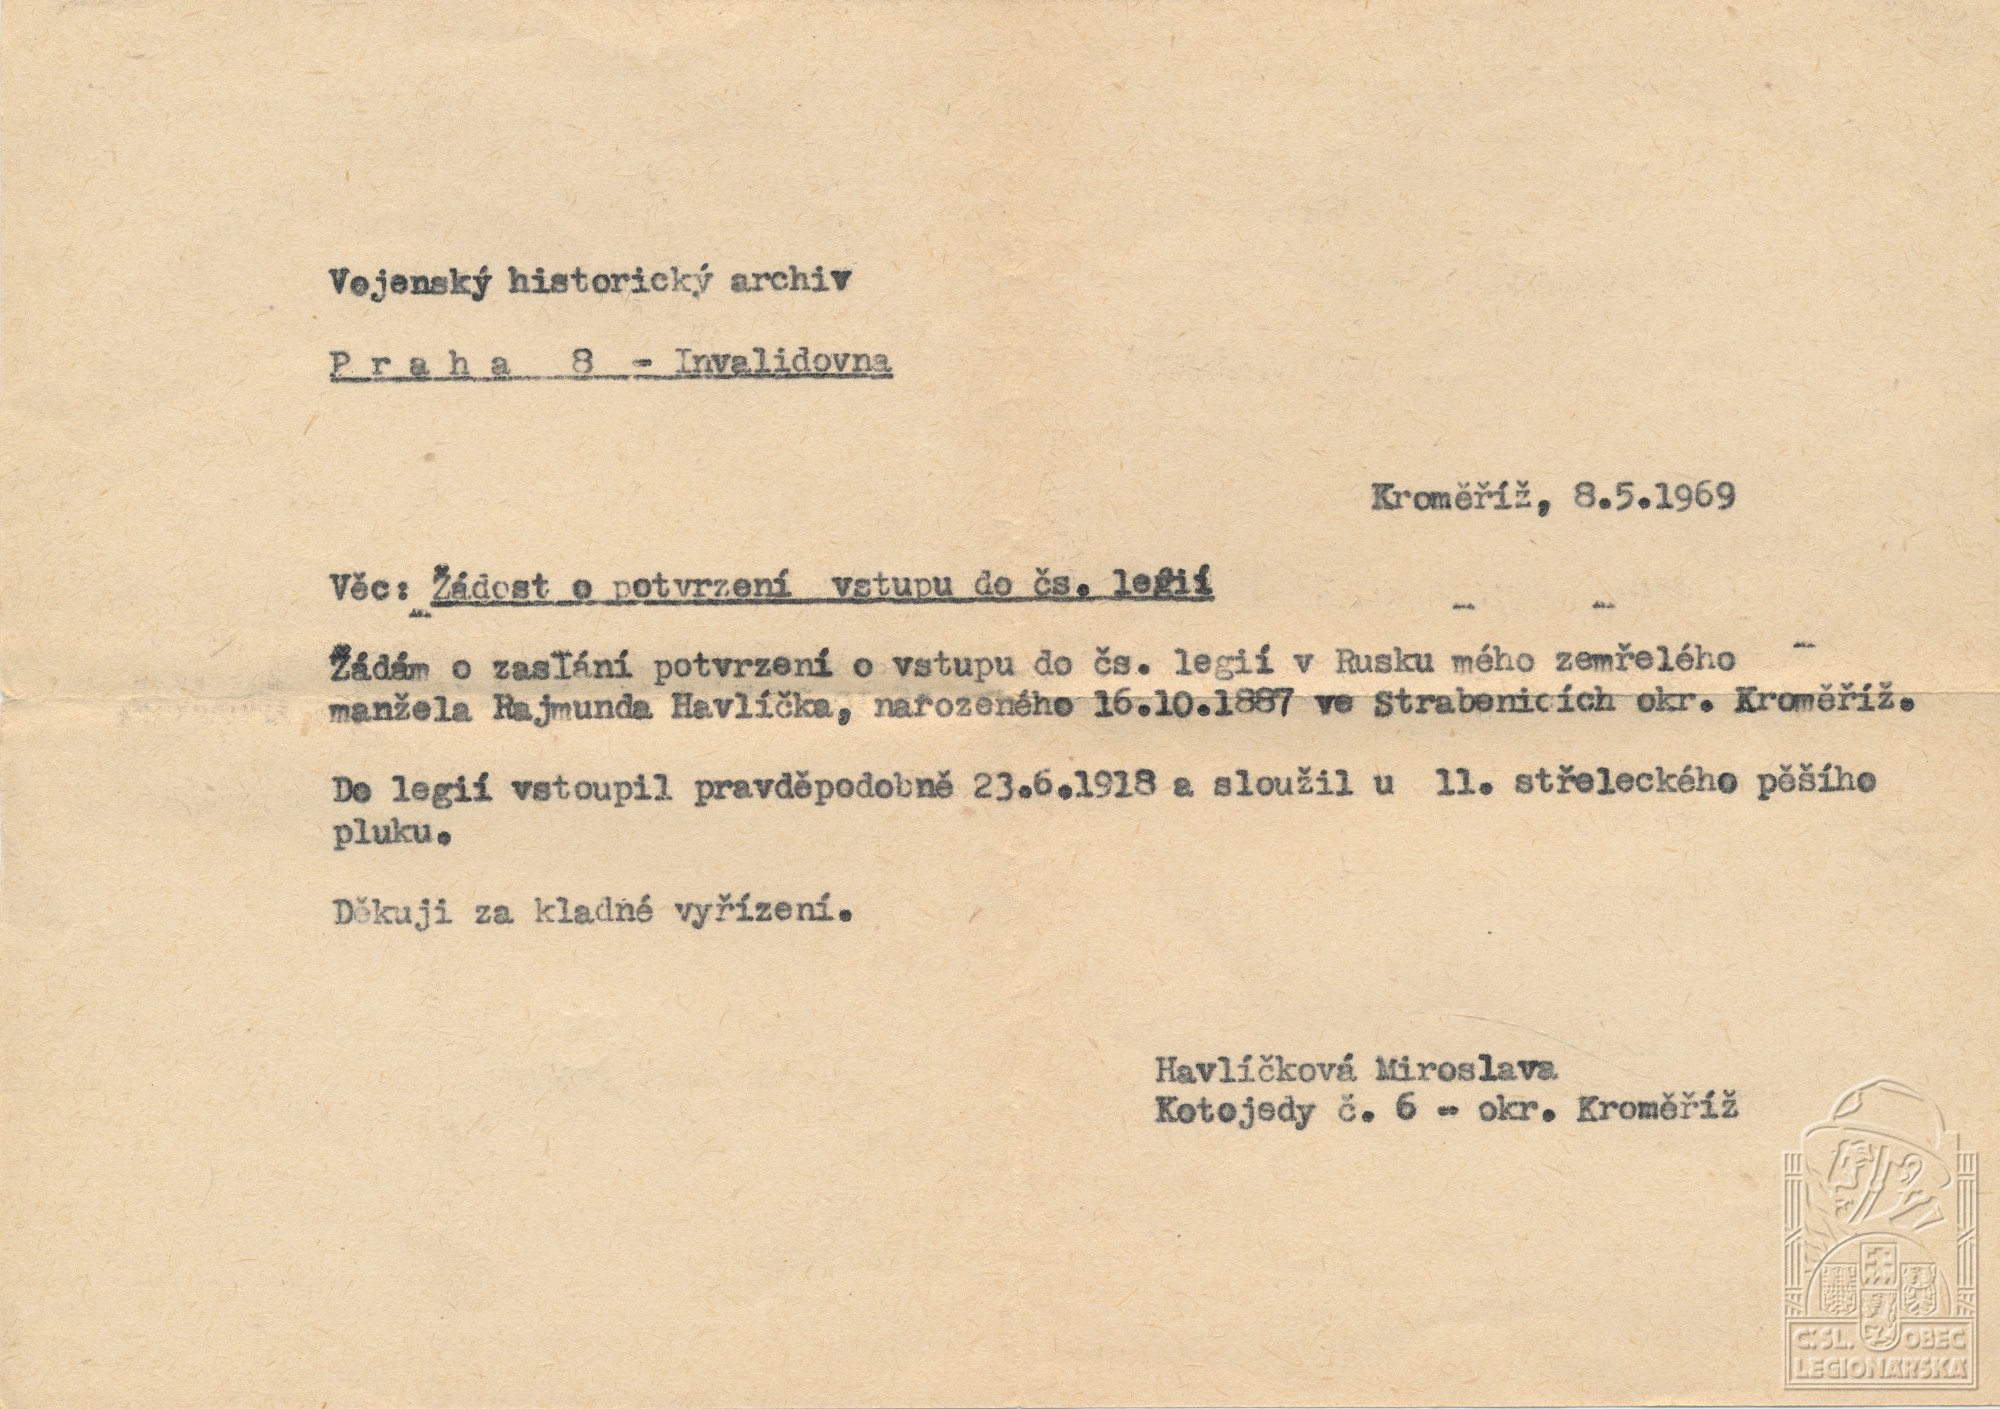 Vojenský historický archiv
P r a h a 8 - Invalidovna
Kroměříž, 8.5.1969
Věc: Žádost o potvrzení vstupu do čs. legií
Žádám o zaslání potvrzení o vstupu do čs. legií v Rusku mého zemřelého
manžela Rajmunda Havlíčka, narozeného 16.10.1887 ve Strabenicích okr. Kroměříž.
Do legií vstoupil pravděpodobně 23.6.1918 a sloužil u 11. střeleckého pěšího
pluku.
Děkuji za kladné vyřízení.
Havlíčková Miroslava
Kotojedy č. 6 - okr. Kroměříž
Č.SL. OBEC
LEGIONÁŘSKÁ